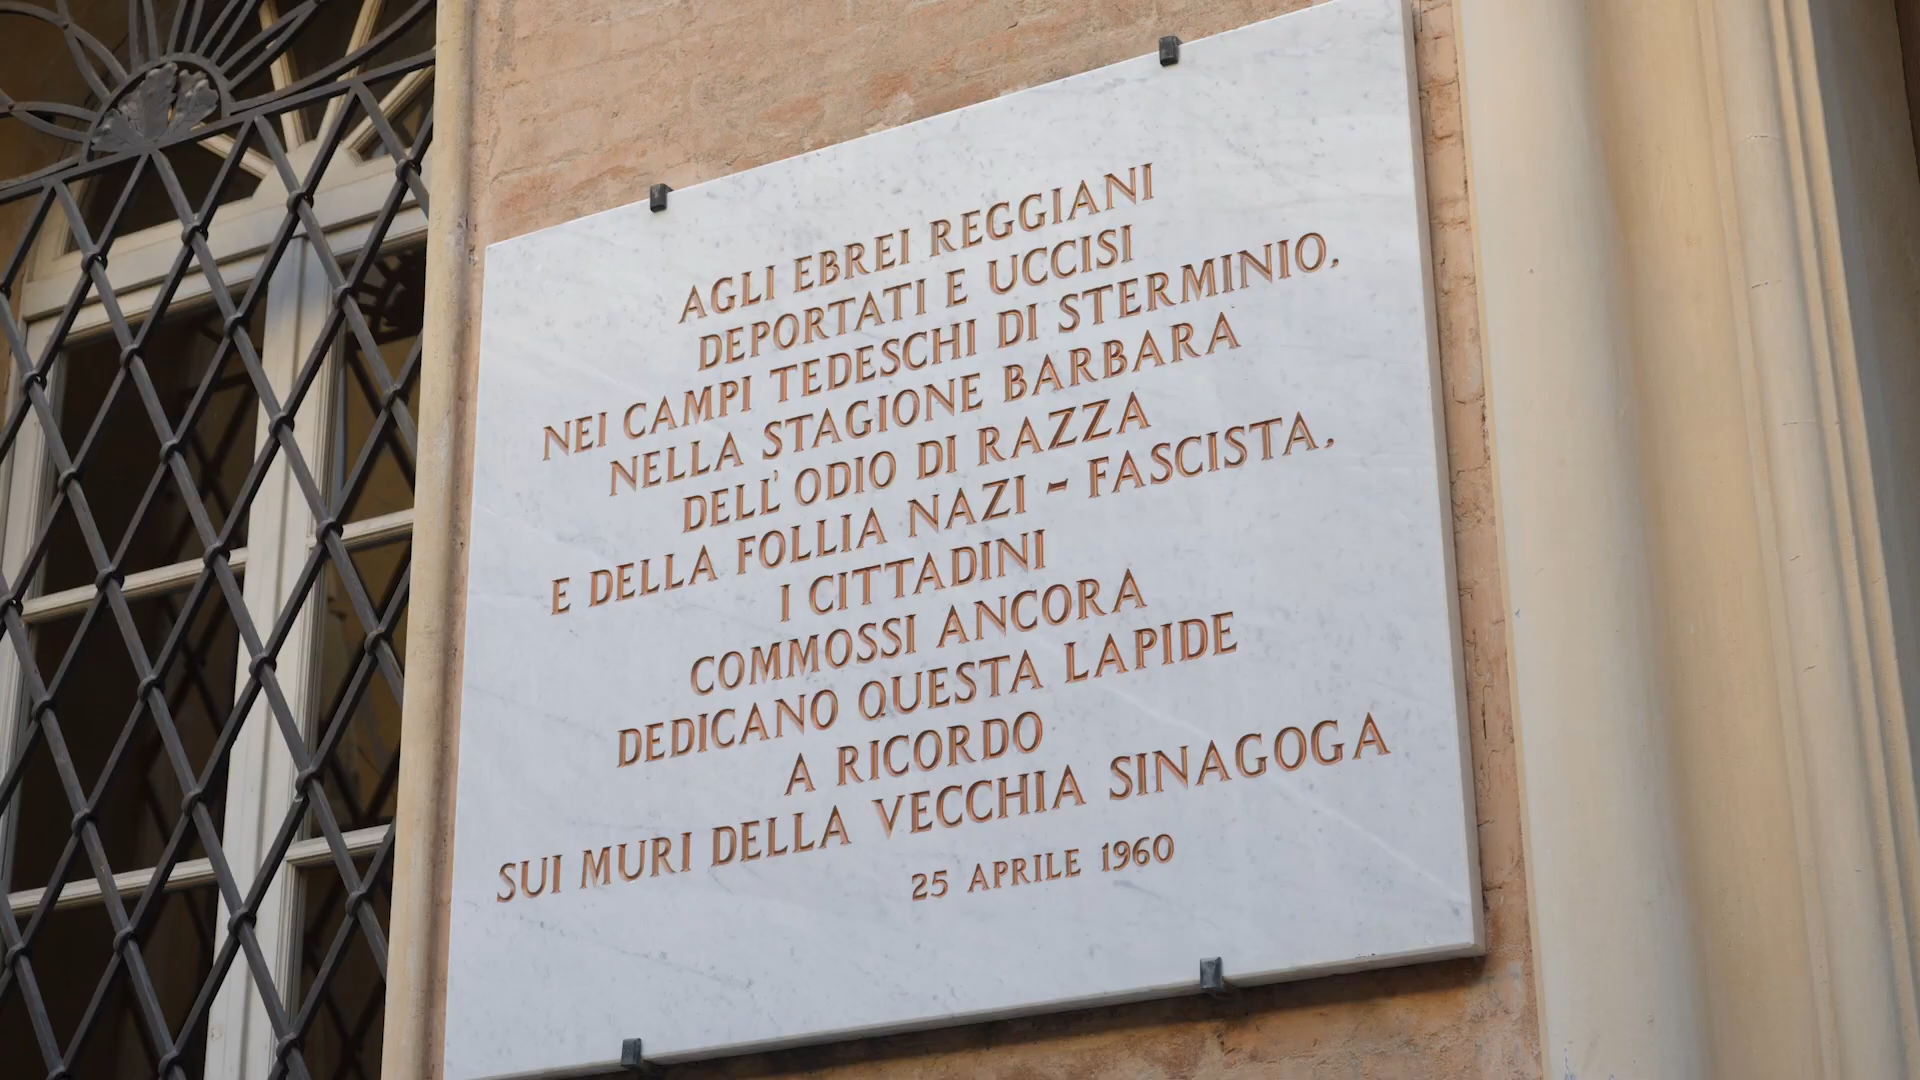 AGLI EBREI REGGIANI
DEPORTATI E UCCISI
NEI CAMPI TEDESCHI DI STERMINIO,
NELLA STAGIONE BARBARA
DELL'ODIO DI RAZZA
E DELLA FOLLIA NAZI - FASCISTA,
I CITTADINI
COMMOSSI ANCORA
DEDICANO QUESTA LAPIDE
A RICORDO
SUI MURI DELLA VECCHIA SINAGOGA
25 APRILE 1960